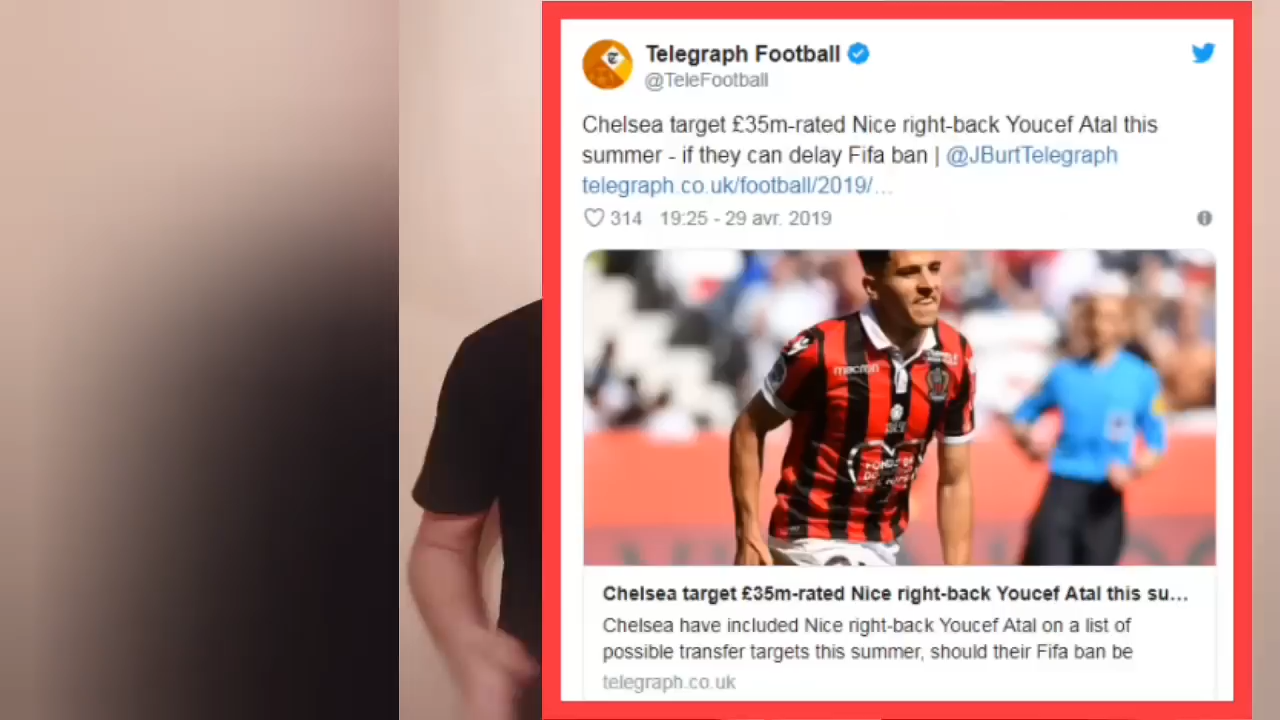 Telegraph Football
@TeleFootball
Chelsea target £35m-rated Nice right-back Youcef Atal this
summer - if they can delay Fifa ban | @JBurtTelegraph
telegraph.co.uk/football/2019/…
314 19:25 - 29 avr. 2019
macron
Chelsea target £35m-rated Nice right-back Youcef Atal this su…
Chelsea have included Nice right-back Youcef Atal on a list of
possible transfer targets this summer, should their Fifa ban be
telegraph.co.uk